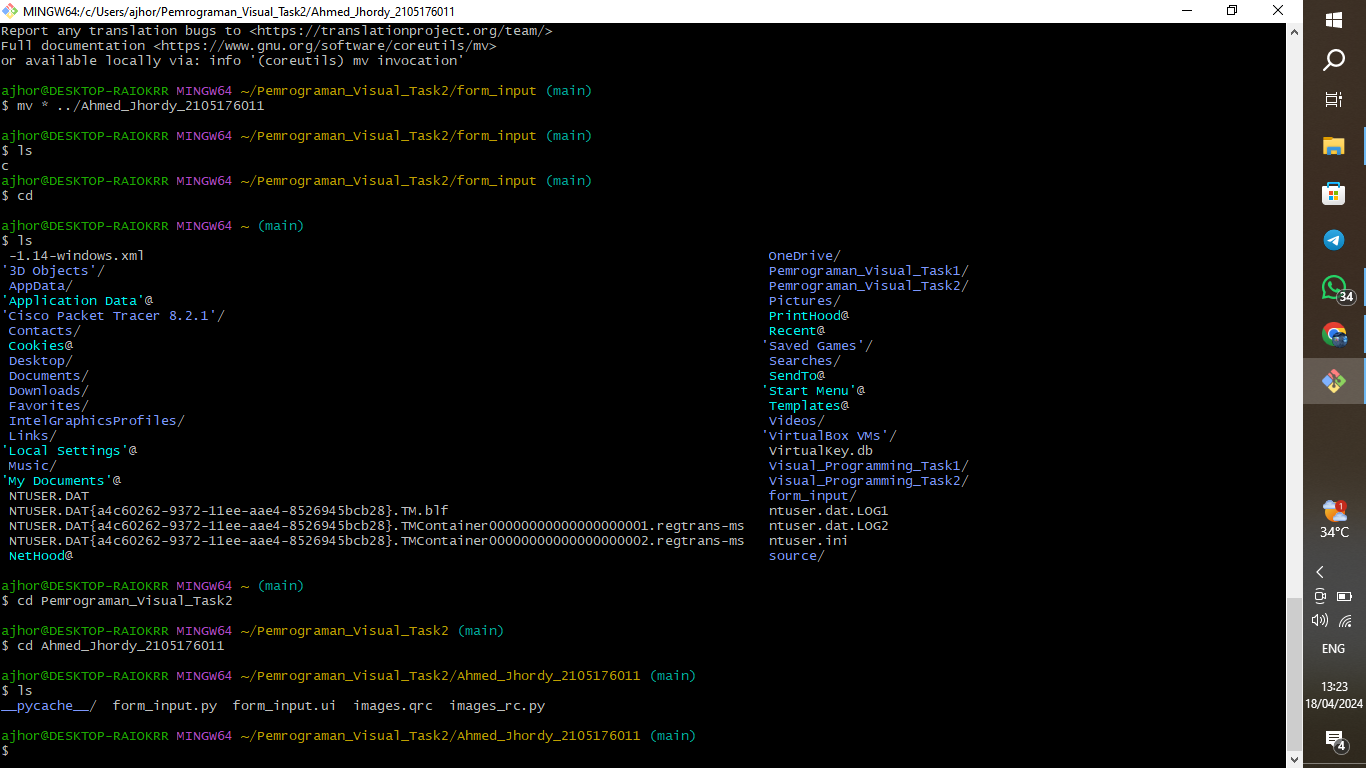 MINGW64:/c/Users/ajhor/Pemrograman_Visual_Task2/Ahmed_Jhordy_2105176011
Report any translation bugs to <https://translationproject.org/team/>
Full documentation <https://www.gnu.org/software/coreutils/mv>
or available locally via: info '(coreutils) mv invocation'
ajhor@DESKTOP-RAIOKRR MINGW64 ~/Pemrograman_Visual_Task2/form_input (main)
$ mv * ../Ahmed_Jhordy_2105176011
ajhor@DESKTOP-RAIOKRR MINGW64 ~/Pemrograman_Visual_Task2/form_input (main)
$ ls
c
ajhor@DESKTOP-RAIOKRR MINGW64 ~/Pemrograman_Visual_Task2/form_input (main)
$ cd
ajhor@DESKTOP-RAIOKRR MINGW64 ~ (main)
$ ls
-1.14-windows.xml OneDrive/
'3D Objects'/ Pemrograman_Visual_Task1/
AppData/ Pemrograman_Visual_Task2/
'Application Data'@ Pictures/
'Cisco Packet Tracer 8.2.1'/ PrintHood@
Contacts/ Recent@
Cookies@ 'Saved Games'/
Desktop/ Searches/
Documents/ SendTo@
Downloads/ 'Start Menu'@
Favorites/ Templates@
IntelGraphicsProfiles/ Videos/
Links/ 'VirtualBox VMs'/
'Local Settings'@ VirtualKey.db
Music/ Visual_Programming_Task1/
'My Documents'@ Visual_Programming_Task2/
NTUSER.DAT form_input/
NTUSER.DAT{a4c60262-9372-11ee-aae4-8526945bcb28}.TM.blf ntuser.dat.LOG1
NTUSER.DAT{a4c60262-9372-11ee-aae4-8526945bcb28}.TMContainer00000000000000000001.regtrans-ms ntuser.dat.LOG2
NTUSER.DAT{a4c60262-9372-11ee-aae4-8526945bcb28}.TMContainer00000000000000000002.regtrans-ms ntuser.ini
NetHood@ source/
ajhor@DESKTOP-RAIOKRR MINGW64 ~ (main)
$ cd Pemrograman_Visual_Task2
ajhor@DESKTOP-RAIOKRR MINGW64 ~/Pemrograman_Visual_Task2 (main)
$ cd Ahmed_Jhordy_2105176011
ajhor@DESKTOP-RAIOKRR MINGW64 ~/Pemrograman_Visual_Task2/Ahmed_Jhordy_2105176011 (main)
$ ls
__pycache__/ form_input.py form_input.ui images.qrc images_rc.py
ajhor@DESKTOP-RAIOKRR MINGW64 ~/Pemrograman_Visual_Task2/Ahmed_Jhordy_2105176011 (main)
$
34
1
34°C
ENG
13:23
18/04/2024
4